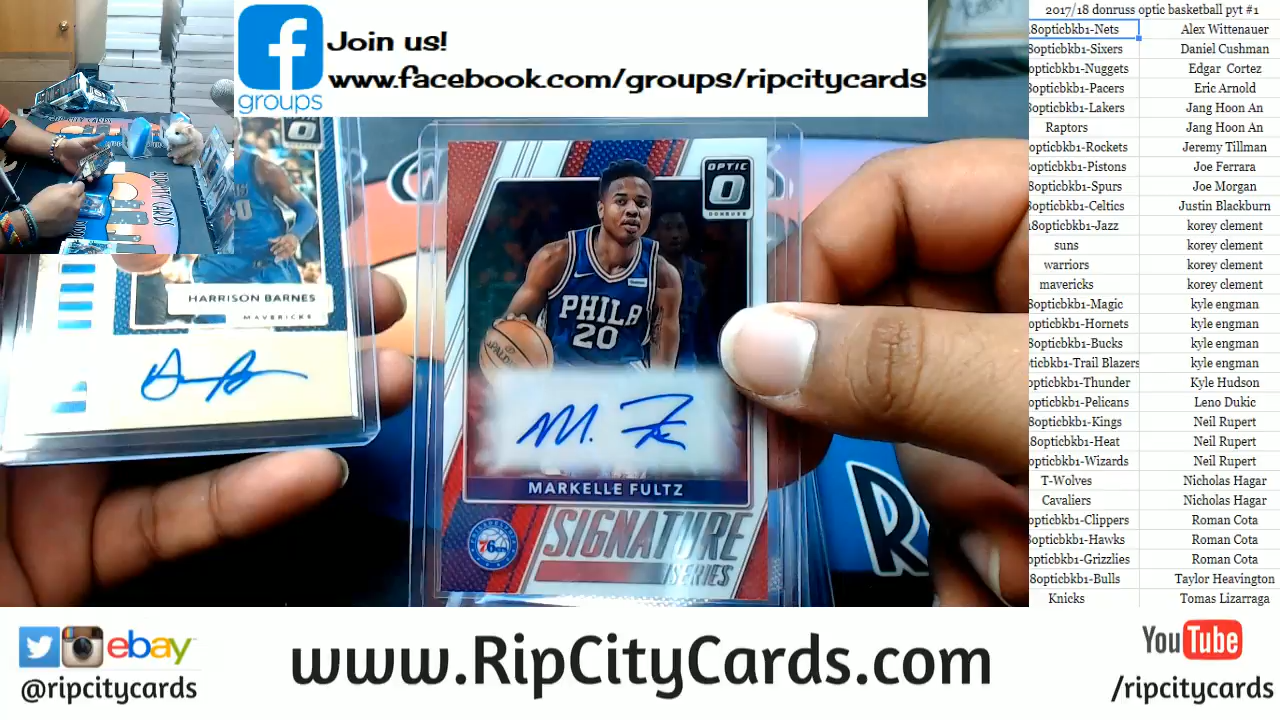 Join us!
www.facebook.com/groups/ripcitycards
groups
2017/18 donruss optic basketball pyt #1
8opticbkb1-Nets Alex Wittenauer
8opticbkb1-Sixers Daniel Cushman
opticbkb1-Nuggets Edgar Cortez
8opticbkb1-Pacers Eric Arnold
8opticbkb1-Lakers Jang Hoon An
Raptors Jang Hoon An
opticbkb1-Rockets Jeremy Tillman
8opticbkb1-Pistons Joe Ferrara
8opticbkb1-Spurs Joe Morgan
8opticbkb1-Celtics Justin Blackburn
18opticbkb1-Jazz korey clement
suns korey clement
warriors korey clement
mavericks korey clement
8opticbkb1-Magic kyle engman
opticbkb1-Hornets kyle engman
8opticbkb1-Bucks kyle engman
ticbkb1-Trail Blazers kyle engman
opticbkb1-Thunder Kyle Hudson
opticbkb1-Pelicans Leno Dukic
8opticbkb1-Kings Neil Rupert
8opticbkb1-Heat Neil Rupert
opticbkb1-Wizards Neil Rupert
T-Wolves Nicholas Hagar
Cavaliers Nicholas Hagar
opticbkb1-Clippers Roman Cota
8opticbkb1-Hawks Roman Cota
opticbkb1-Grizzlies Roman Cota
8opticbkb1-Bulls Taylor Heavington
Knicks Tomas Lizarraga
HARRISON BARNES
MAVERICKS
OPTIC
DONRUSS
PHILA
20
SPALDING
M. F
MARKELLE FULTZ
76ers
SIGNATURE
SERIES
ebay
@ripcitycards
www.RipCityCards.com
YouTube
/ripcitycards